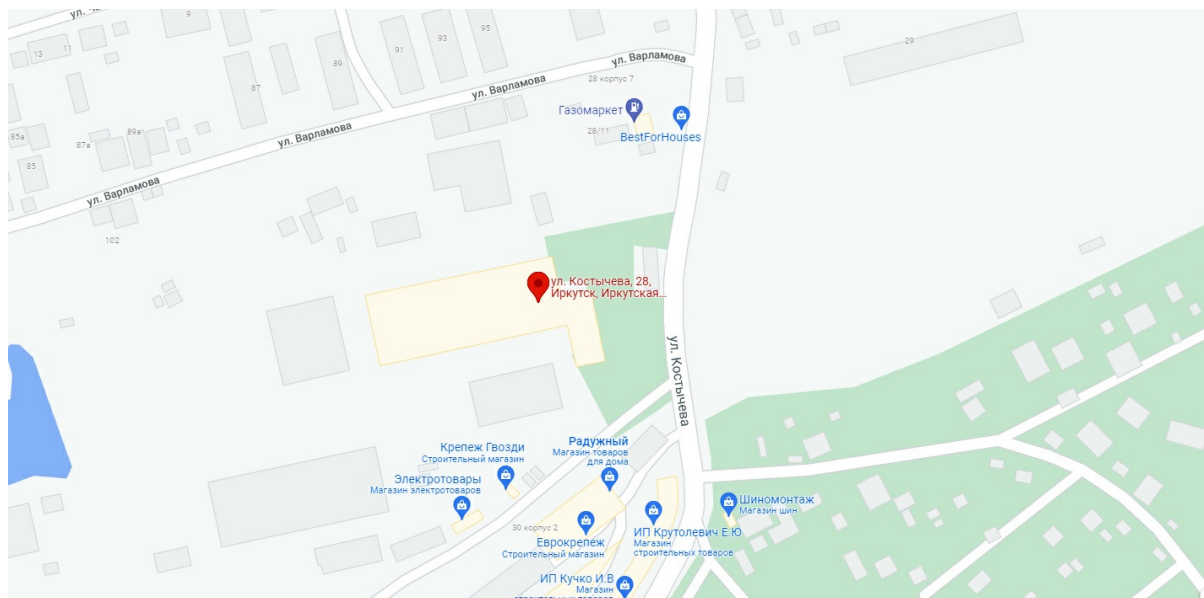 9
95
93
91
89
87
11
13
29
ул. Варламова
28 корпус 7
ул. Варламова
Газомаркет
28/11
BestForHouses
ул. Варламова
89а
87а
85а
85
ул. Варламова
102
ул. Костычева, 28,
Иркутск, Иркутская...
ул. Костычева
Радужный
Магазин товаров
для дома
Крепеж Гвозди
Строительный магазин
Электротовары
Магазин электротоваров
Шиномонтаж
Магазин шин
30 корпус 2
Еврокрепеж
Строительный магазин
ИП Крутолевич Е.Ю
Магазин
строительных товаров
ИП Кучко И.В
Магазин
строительных товаров